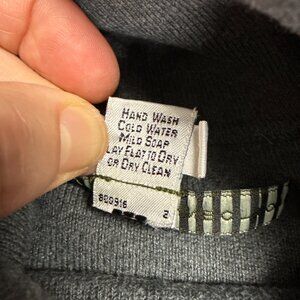 HAND WASH
COLD WATER
MILD SOAP
LAY FLAT TO DRY
OR DRY CLEAN
2